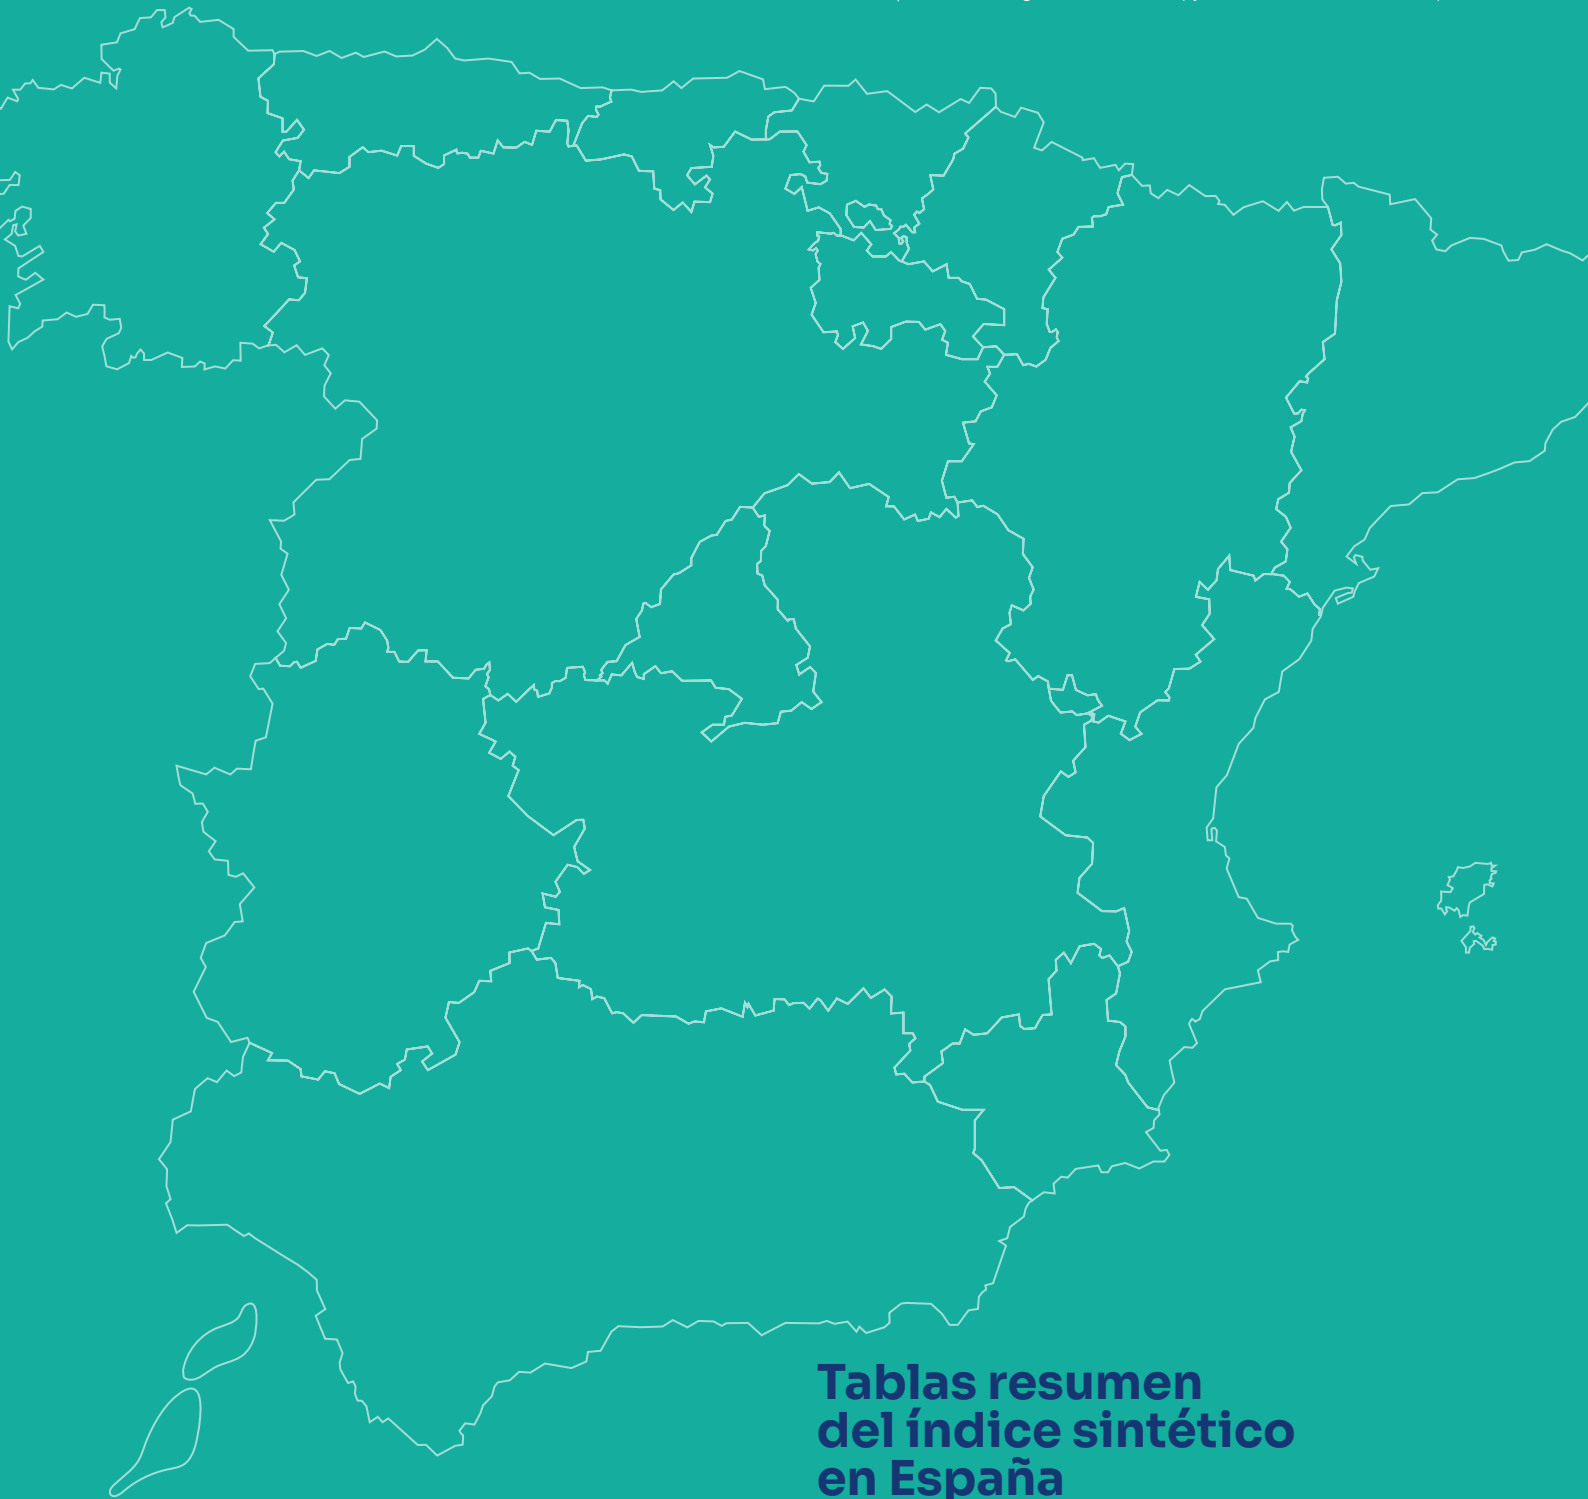 Tablas resumen
del índice sintético
en España